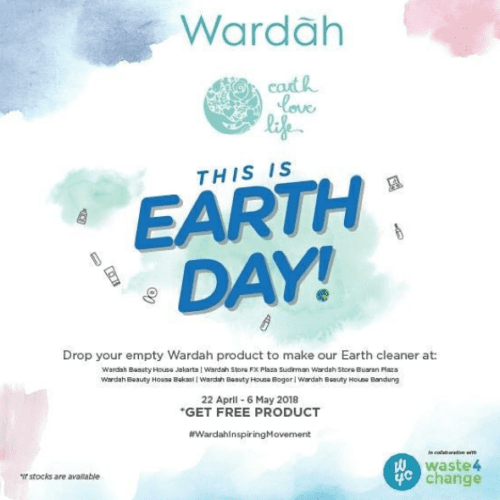 Wardàh
earth
love
life
THIS IS
EARTH
DAY!
Drop your empty Wardah product to make our Earth cleaner at:
Wardah Beauty House Jakarta | Wardah Store FX Plaza Sudirman Wardah Store Buaran Plaza
Wardah Beauty House Bekasi | Wardah Beauty House Bogor | Wardah Beauty House Bandung
22 April - 6 May 2018
*GET FREE PRODUCT
#WardahInspiringMovement
in collaboration with
W4C
waste4
change
*if stocks are available